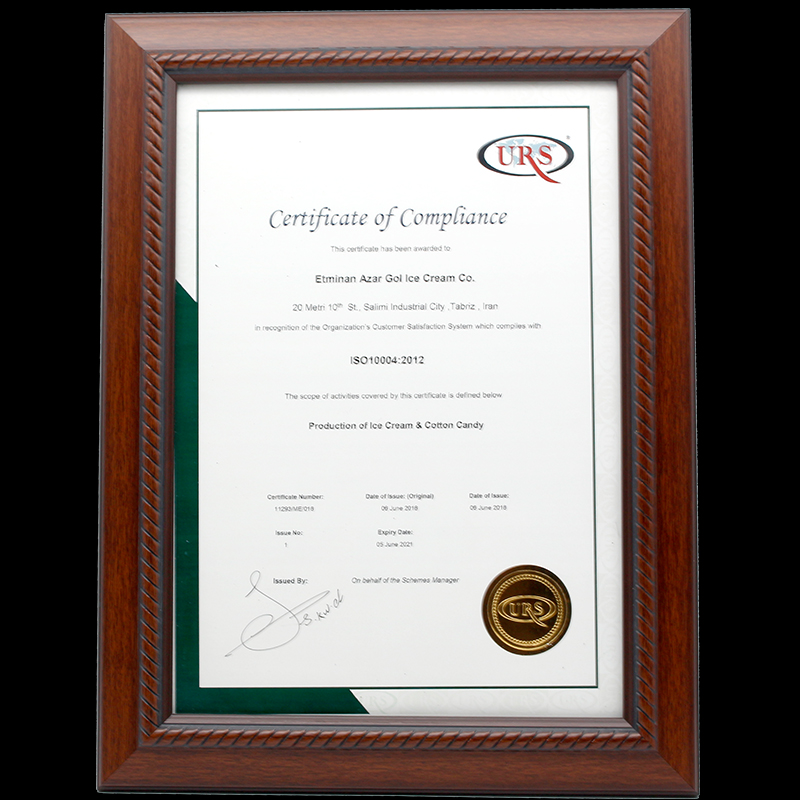 URS
Certificate of Compliance
This certificate has been awarded to
Etminan Azar Gol Ice Cream Co.
20 Metri 10th St., Salimi Industrial City ,Tabriz , Iran
in recognition of the Organization's Customer Satisfaction System which complies with
ISO10004:2012
The scope of activities covered by this certificate is defined below
Production of Ice Cream & Cotton Candy
Certificate Number: Date of Issue: (Original) Date of Issue:
11293/ME/018 06 June 2018 06 June 2018
Issue No: Expiry Date:
1 05 June 2021
Issued By: On behalf of the Schemes Manager
URS